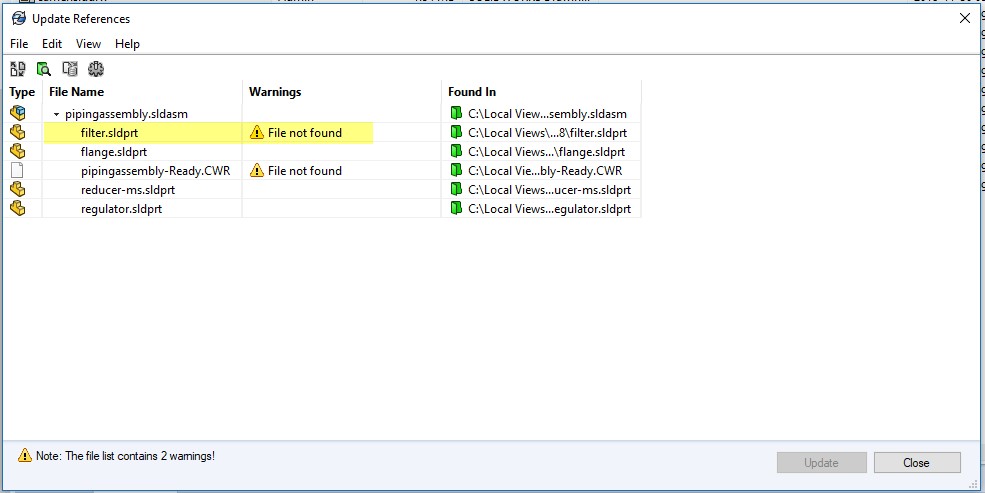 Update References
File Edit View Help
Type File Name Warnings Found In
pipingassembly.sldasm C:\Local View...sembly.sldasm
filter.sldprt File not found C:\Local Views\...8\filter.sldprt
flange.sldprt C:\Local Views...\flange.sldprt
pipingassembly-Ready.CWR File not found C:\Local Vie...bly-Ready.CWR
reducer-ms.sldprt C:\Local Views...ucer-ms.sldprt
regulator.sldprt C:\Local Views...egulator.sldprt
Note: The file list contains 2 warnings!
Update Close